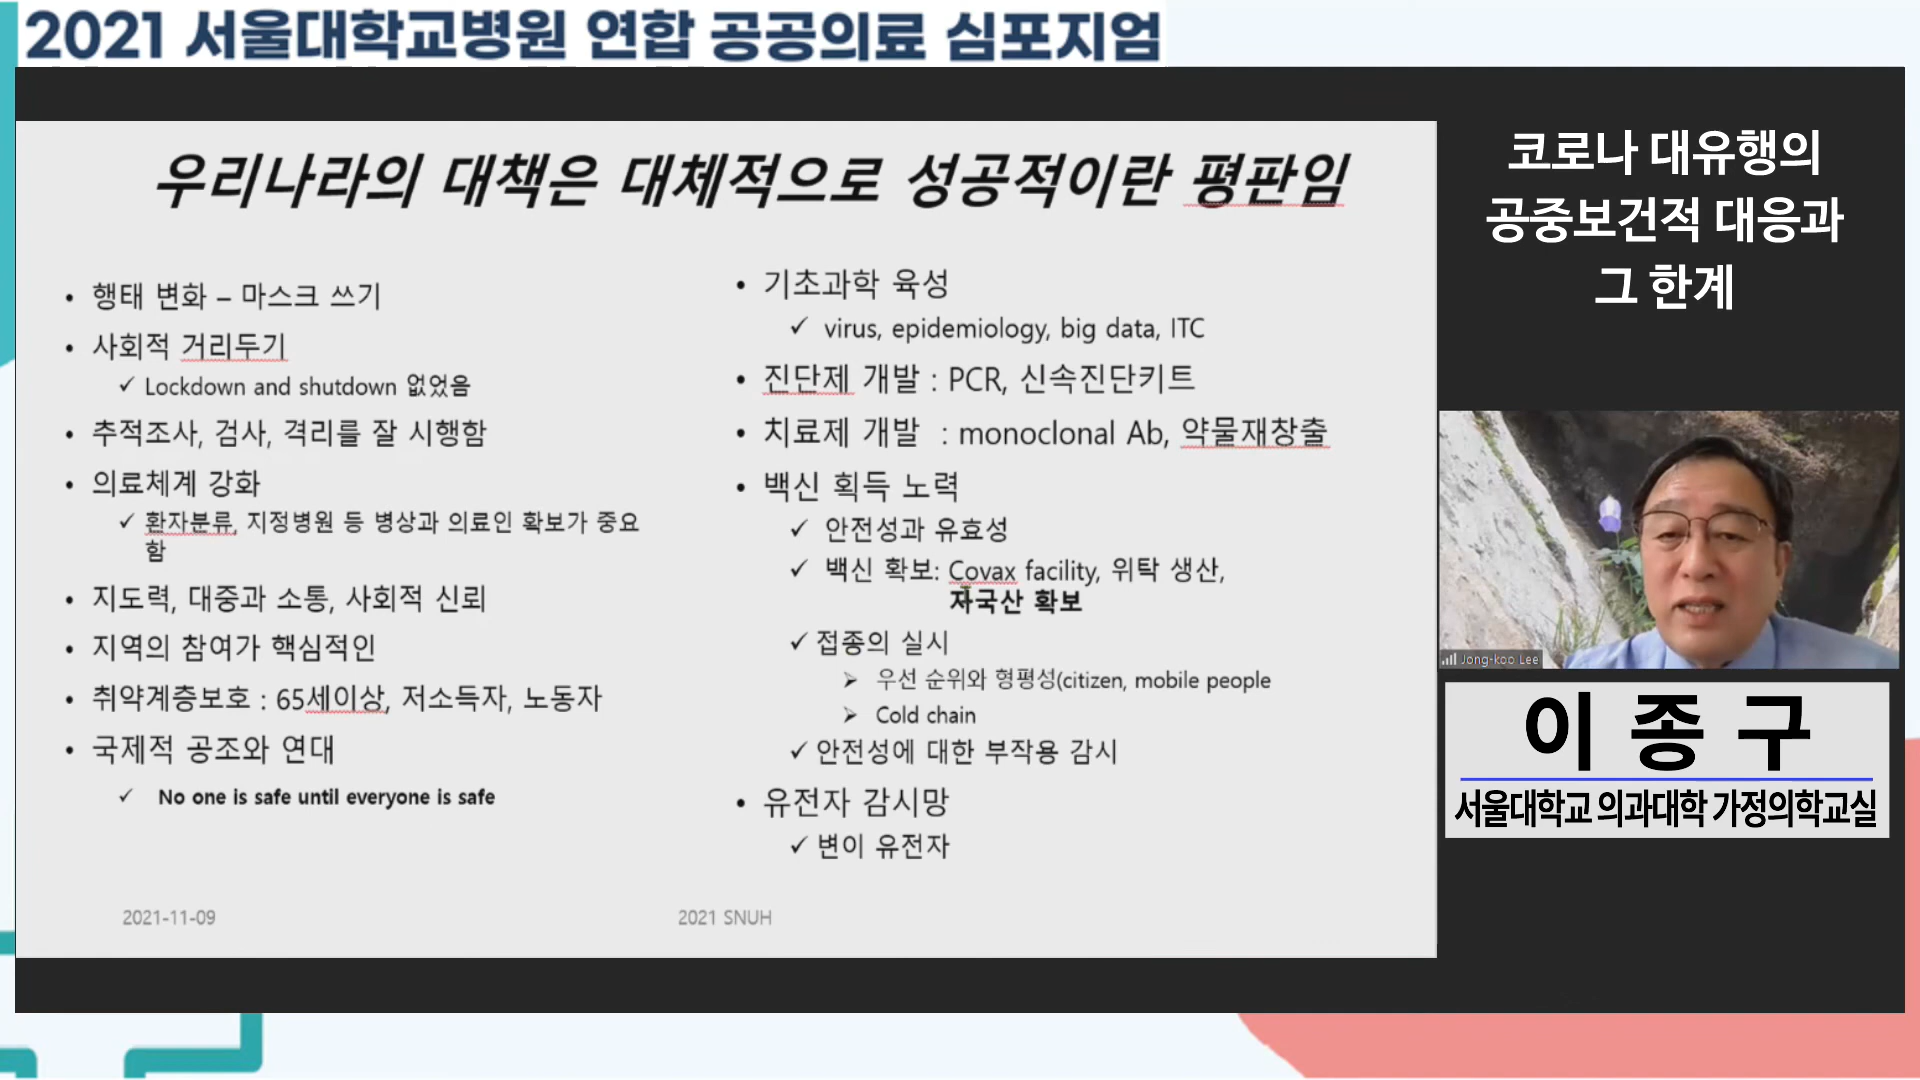 2021 서울대학교병원 연합 공공의료 심포지엄
우리나라의 대책은 대체적으로 성공적이란 평판임
• 행태 변화 – 마스크 쓰기
• 사회적 거리두기
✓ Lockdown and shutdown 없었음
• 추적조사, 검사, 격리를 잘 시행함
• 의료체계 강화
✓ 환자분류, 지정병원 등 병상과 의료인 확보가 중요
함
• 지도력, 대중과 소통, 사회적 신뢰
• 지역의 참여가 핵심적인
• 취약계층보호 : 65세이상, 저소득자, 노동자
• 국제적 공조와 연대
✓ No one is safe until everyone is safe
• 기초과학 육성
✓ virus, epidemiology, big data, ITC
• 진단제 개발 : PCR, 신속진단키트
• 치료제 개발 : monoclonal Ab, 약물재창출
• 백신 획득 노력
✓ 안전성과 유효성
✓ 백신 확보: Covax facility, 위탁 생산,
자국산 확보
✓ 접종의 실시
➢ 우선 순위와 형평성(citizen, mobile people
➢ Cold chain
✓ 안전성에 대한 부작용 감시
• 유전자 감시망
✓ 변이 유전자
2021-11-09
2021 SNUH
코로나 대유행의
공중보건적 대응과
그 한계
Jong-koo Lee
이 종 구
서울대학교 의과대학 가정의학교실